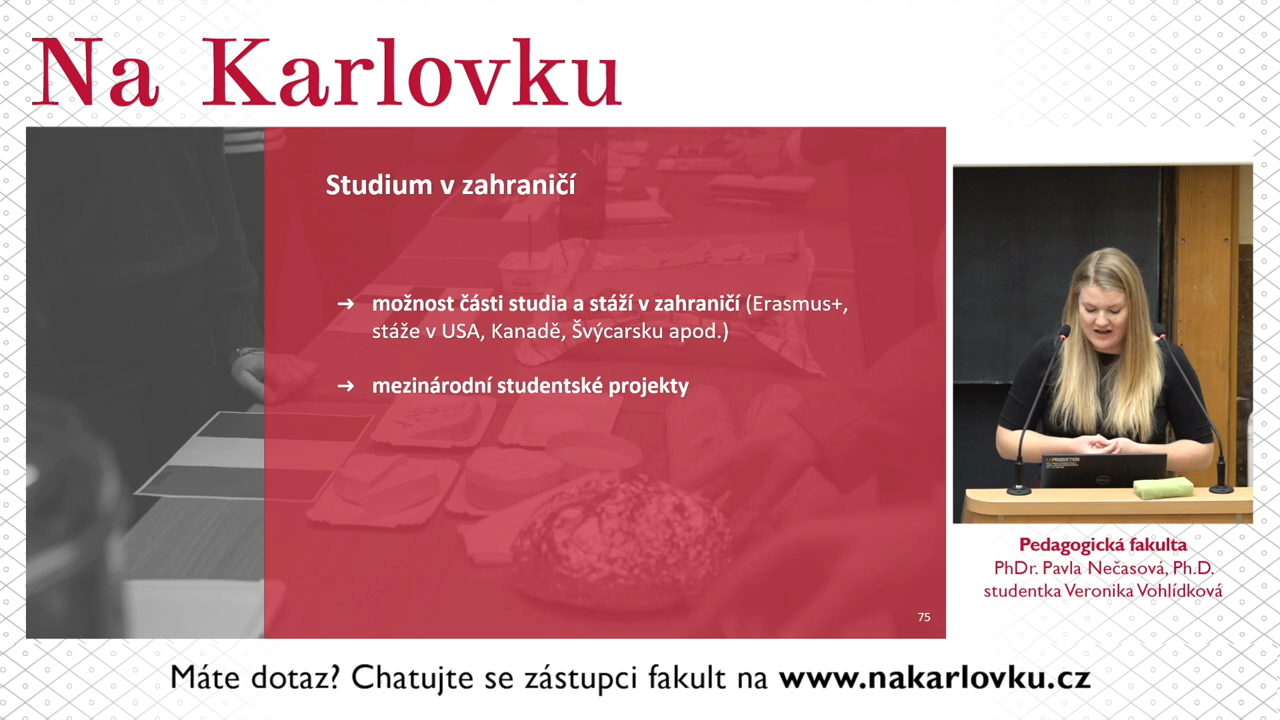 Na Karlovku
Studium v zahraničí
➔ možnost části studia a stáží v zahraničí (Erasmus+,
stáže v USA, Kanadě, Švýcarsku apod.)
➔ mezinárodní studentské projekty
75
Pedagogická fakulta
PhDr. Pavla Nečasová, Ph.D.
studentka Veronika Vohlídková
Máte dotaz? Chatujte se zástupci fakult na www.nakarlovku.cz